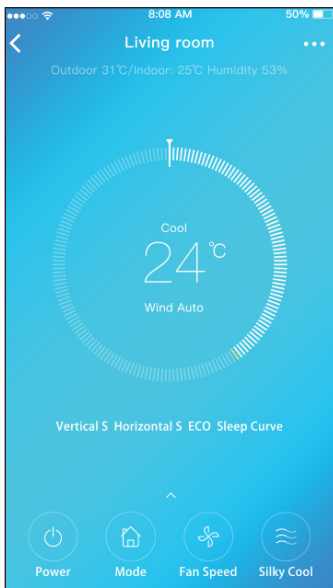 8:08 AM 50%
Living room
Outdoor 31℃/Indoor: 25℃ Humidity 53%
Cool
24℃
Wind Auto
Vertical S Horizontal S ECO Sleep Curve
Power Mode Fan Speed Silky Cool